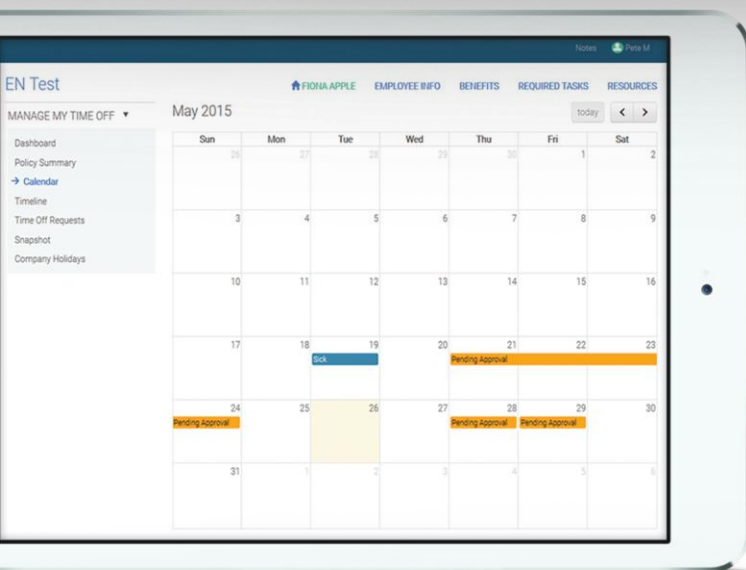 Notes Pete M
EN Test
FIONA APPLE EMPLOYEE INFO BENEFITS REQUIRED TASKS RESOURCES
MANAGE MY TIME OFF
Dashboard
Policy Summary
Calendar
Timeline
Time Off Requests
Snapshot
Company Holidays
May 2015 today
Sun Mon Tue Wed Thu Fri Sat
26 27 28 29 30 1 2
3 4 5 6 7 8 9
10 11 12 13 14 15 16
17 18 19 20 21 22 23
Sick Pending Approval
24 25 26 27 28 29 30
Pending Approval Pending Approval Pending Approval
31 1 2 3 4 5 6